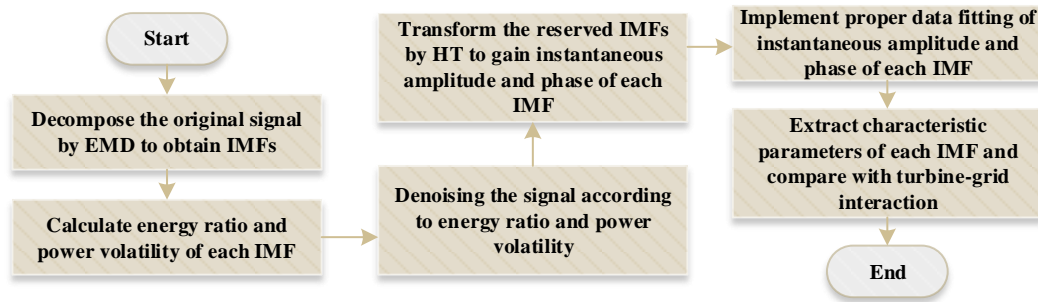 Start
Decompose the original signal
by EMD to obtain IMFs
Calculate energy ratio and
power volatility of each IMF
Denoising the signal according
to energy ratio and power
volatility
Transform the reserved IMFs
by HT to gain instantaneous
amplitude and phase of each
IMF
Implement proper data fitting of
instantaneous amplitude and
phase of each IMF
Extract characteristic
parameters of each IMF and
compare with turbine-grid
interaction
End